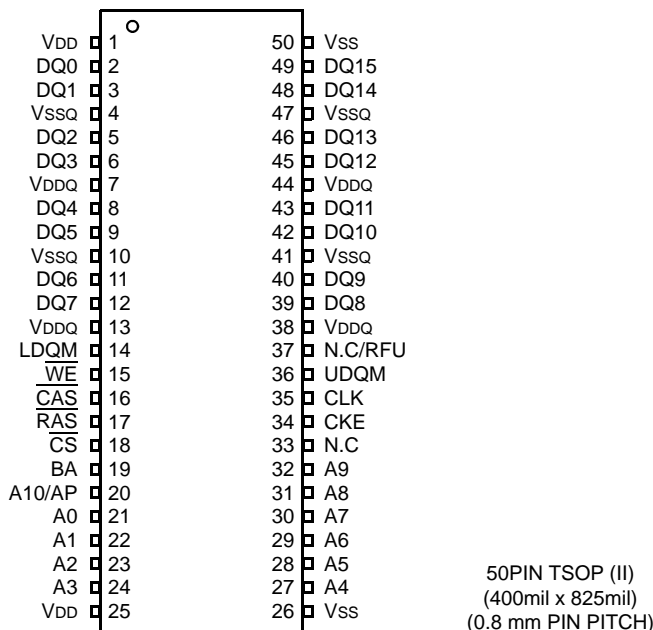 VDD 1 50 VSS
DQ0 2 49 DQ15
DQ1 3 48 DQ14
VSSQ 4 47 VSSQ
DQ2 5 46 DQ13
DQ3 6 45 DQ12
VDDQ 7 44 VDDQ
DQ4 8 43 DQ11
DQ5 9 42 DQ10
VSSQ 10 41 VSSQ
DQ6 11 40 DQ9
DQ7 12 39 DQ8
VDDQ 13 38 VDDQ
LDQM 14 37 N.C/RFU
WE 15 36 UDQM
CAS 16 35 CLK
RAS 17 34 CKE
CS 18 33 N.C
BA 19 32 A9
A10/AP 20 31 A8
A0 21 30 A7
A1 22 29 A6
A2 23 28 A5
A3 24 27 A4
VDD 25 26 VSS
50PIN TSOP (II)
(400mil x 825mil)
(0.8 mm PIN PITCH)